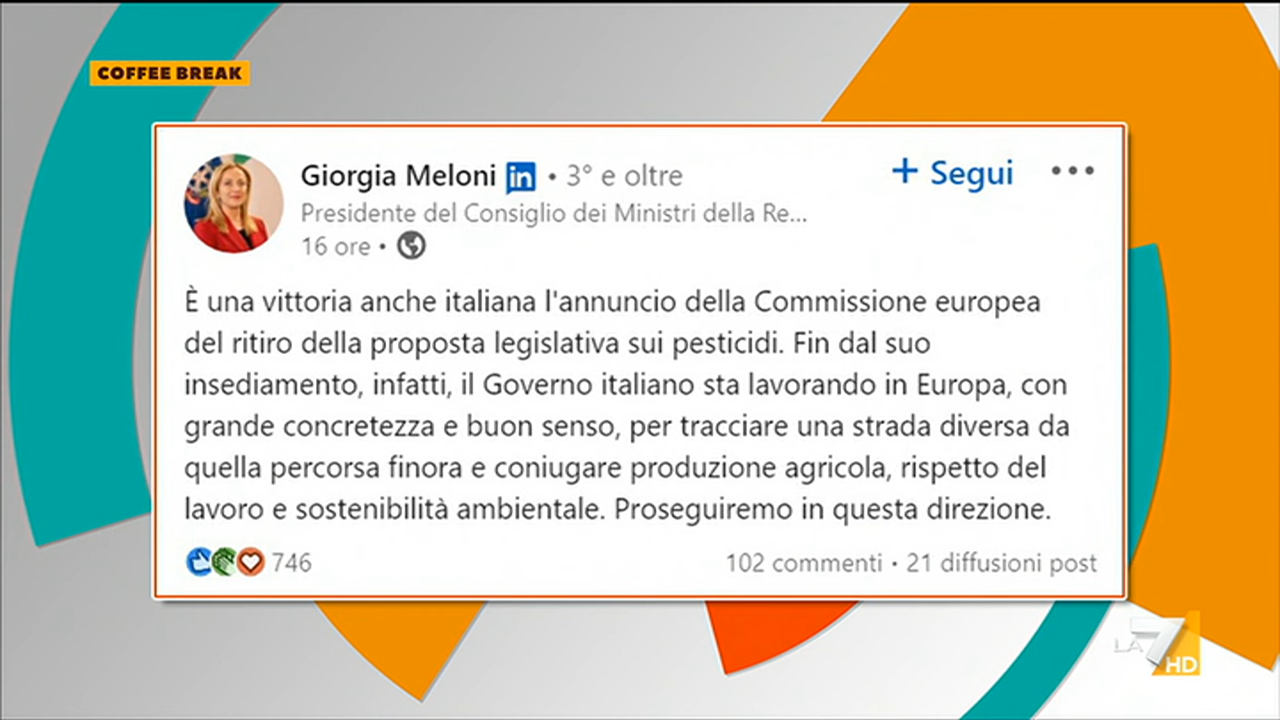 COFFEE BREAK
Giorgia Meloni in • 3° e oltre
+ Segui •••
Presidente del Consiglio dei Ministri della Re...
16 ore •
È una vittoria anche italiana l'annuncio della Commissione europea
del ritiro della proposta legislativa sui pesticidi. Fin dal suo
insediamento, infatti, il Governo italiano sta lavorando in Europa, con
grande concretezza e buon senso, per tracciare una strada diversa da
quella percorsa finora e coniugare produzione agricola, rispetto del
lavoro e sostenibilità ambientale. Proseguiremo in questa direzione.
746
102 commenti • 21 diffusioni post
LA7 HD